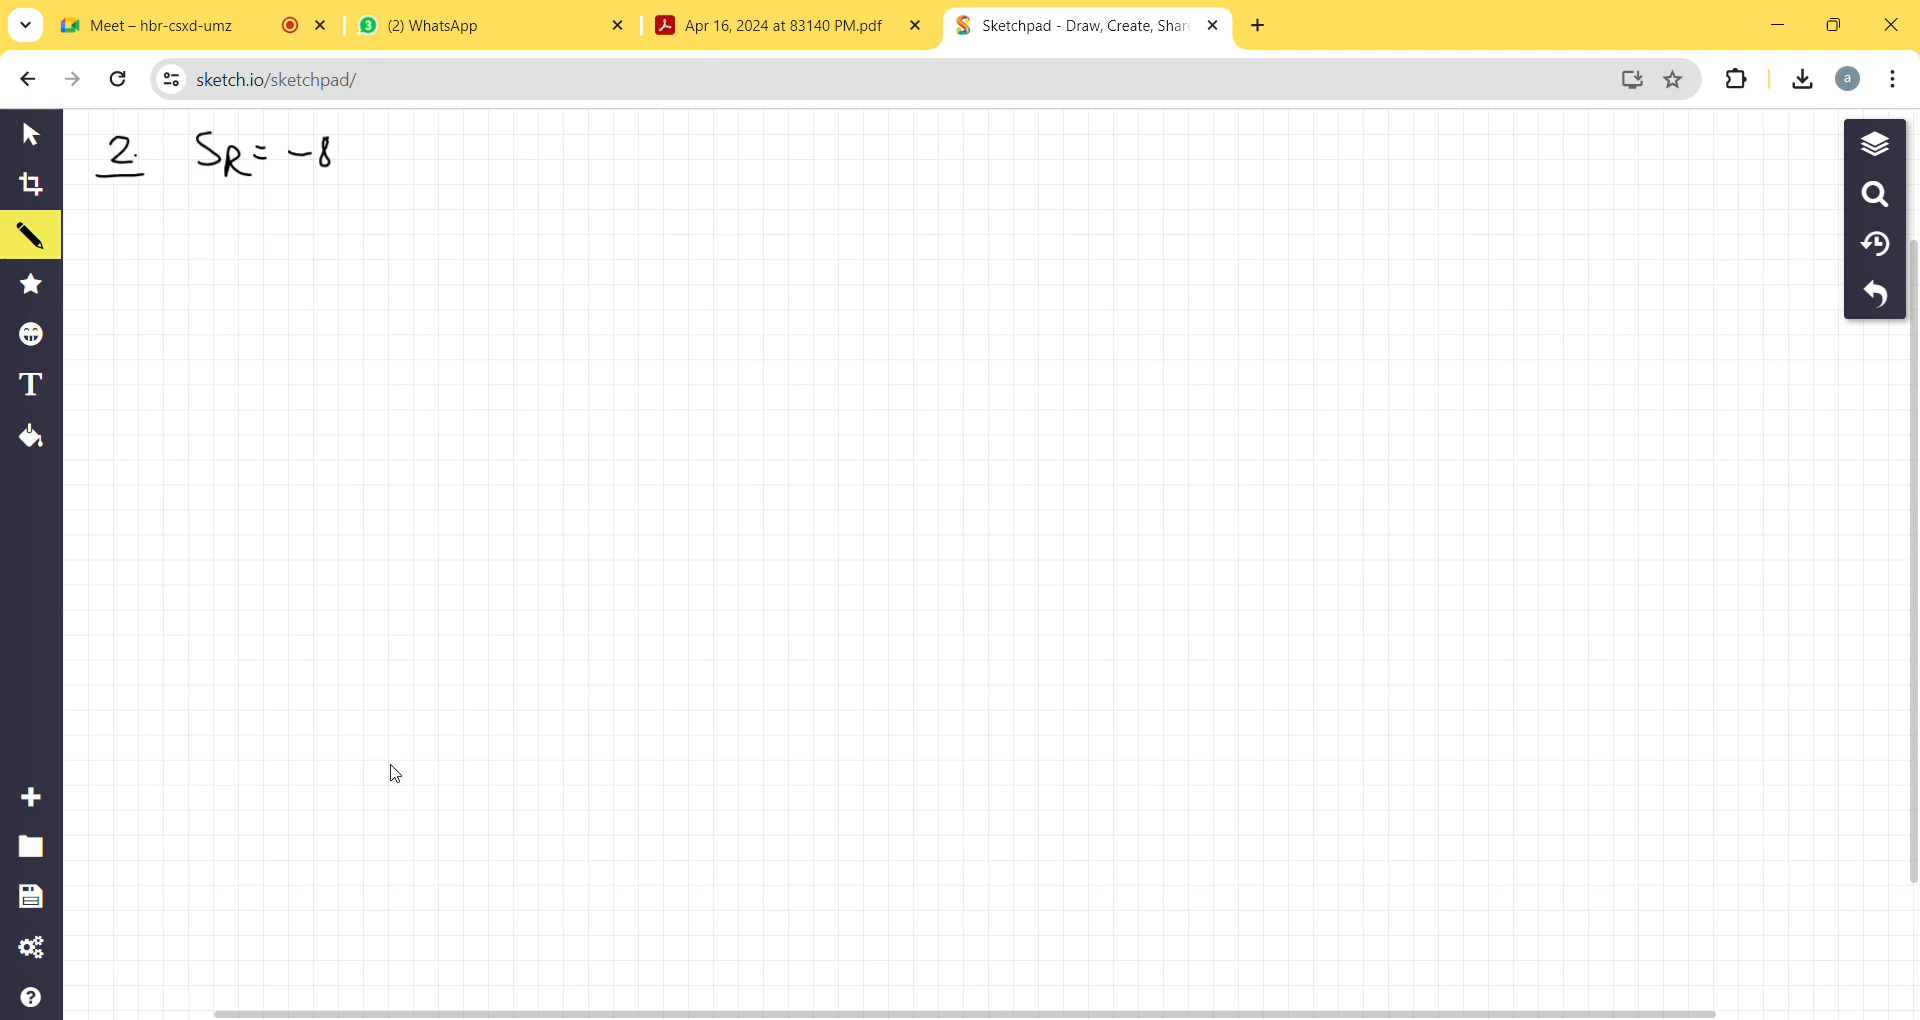 Meet – hbr-csxd-umz
3 (2) WhatsApp
Apr 16, 2024 at 83140 PM.pdf
Sketchpad - Draw, Create, Shar
sketch.io/sketchpad/
a
2. SR = -8
T
?